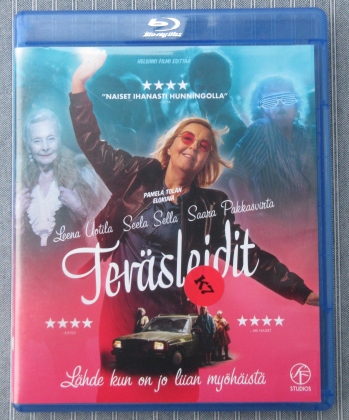 Blu-ray Disc
HELSINKI FILMI ESITTÄÄ
"NAISET IHANASTI HUNNINGOLLA"
PAMELA TOLAN
ELOKUVA
Leena Uotila Seela Sella Saara Pakkasvirta
Teräsleidit
K7
Lähde kun on jo liian myöhäistä
SF
STUDIOS